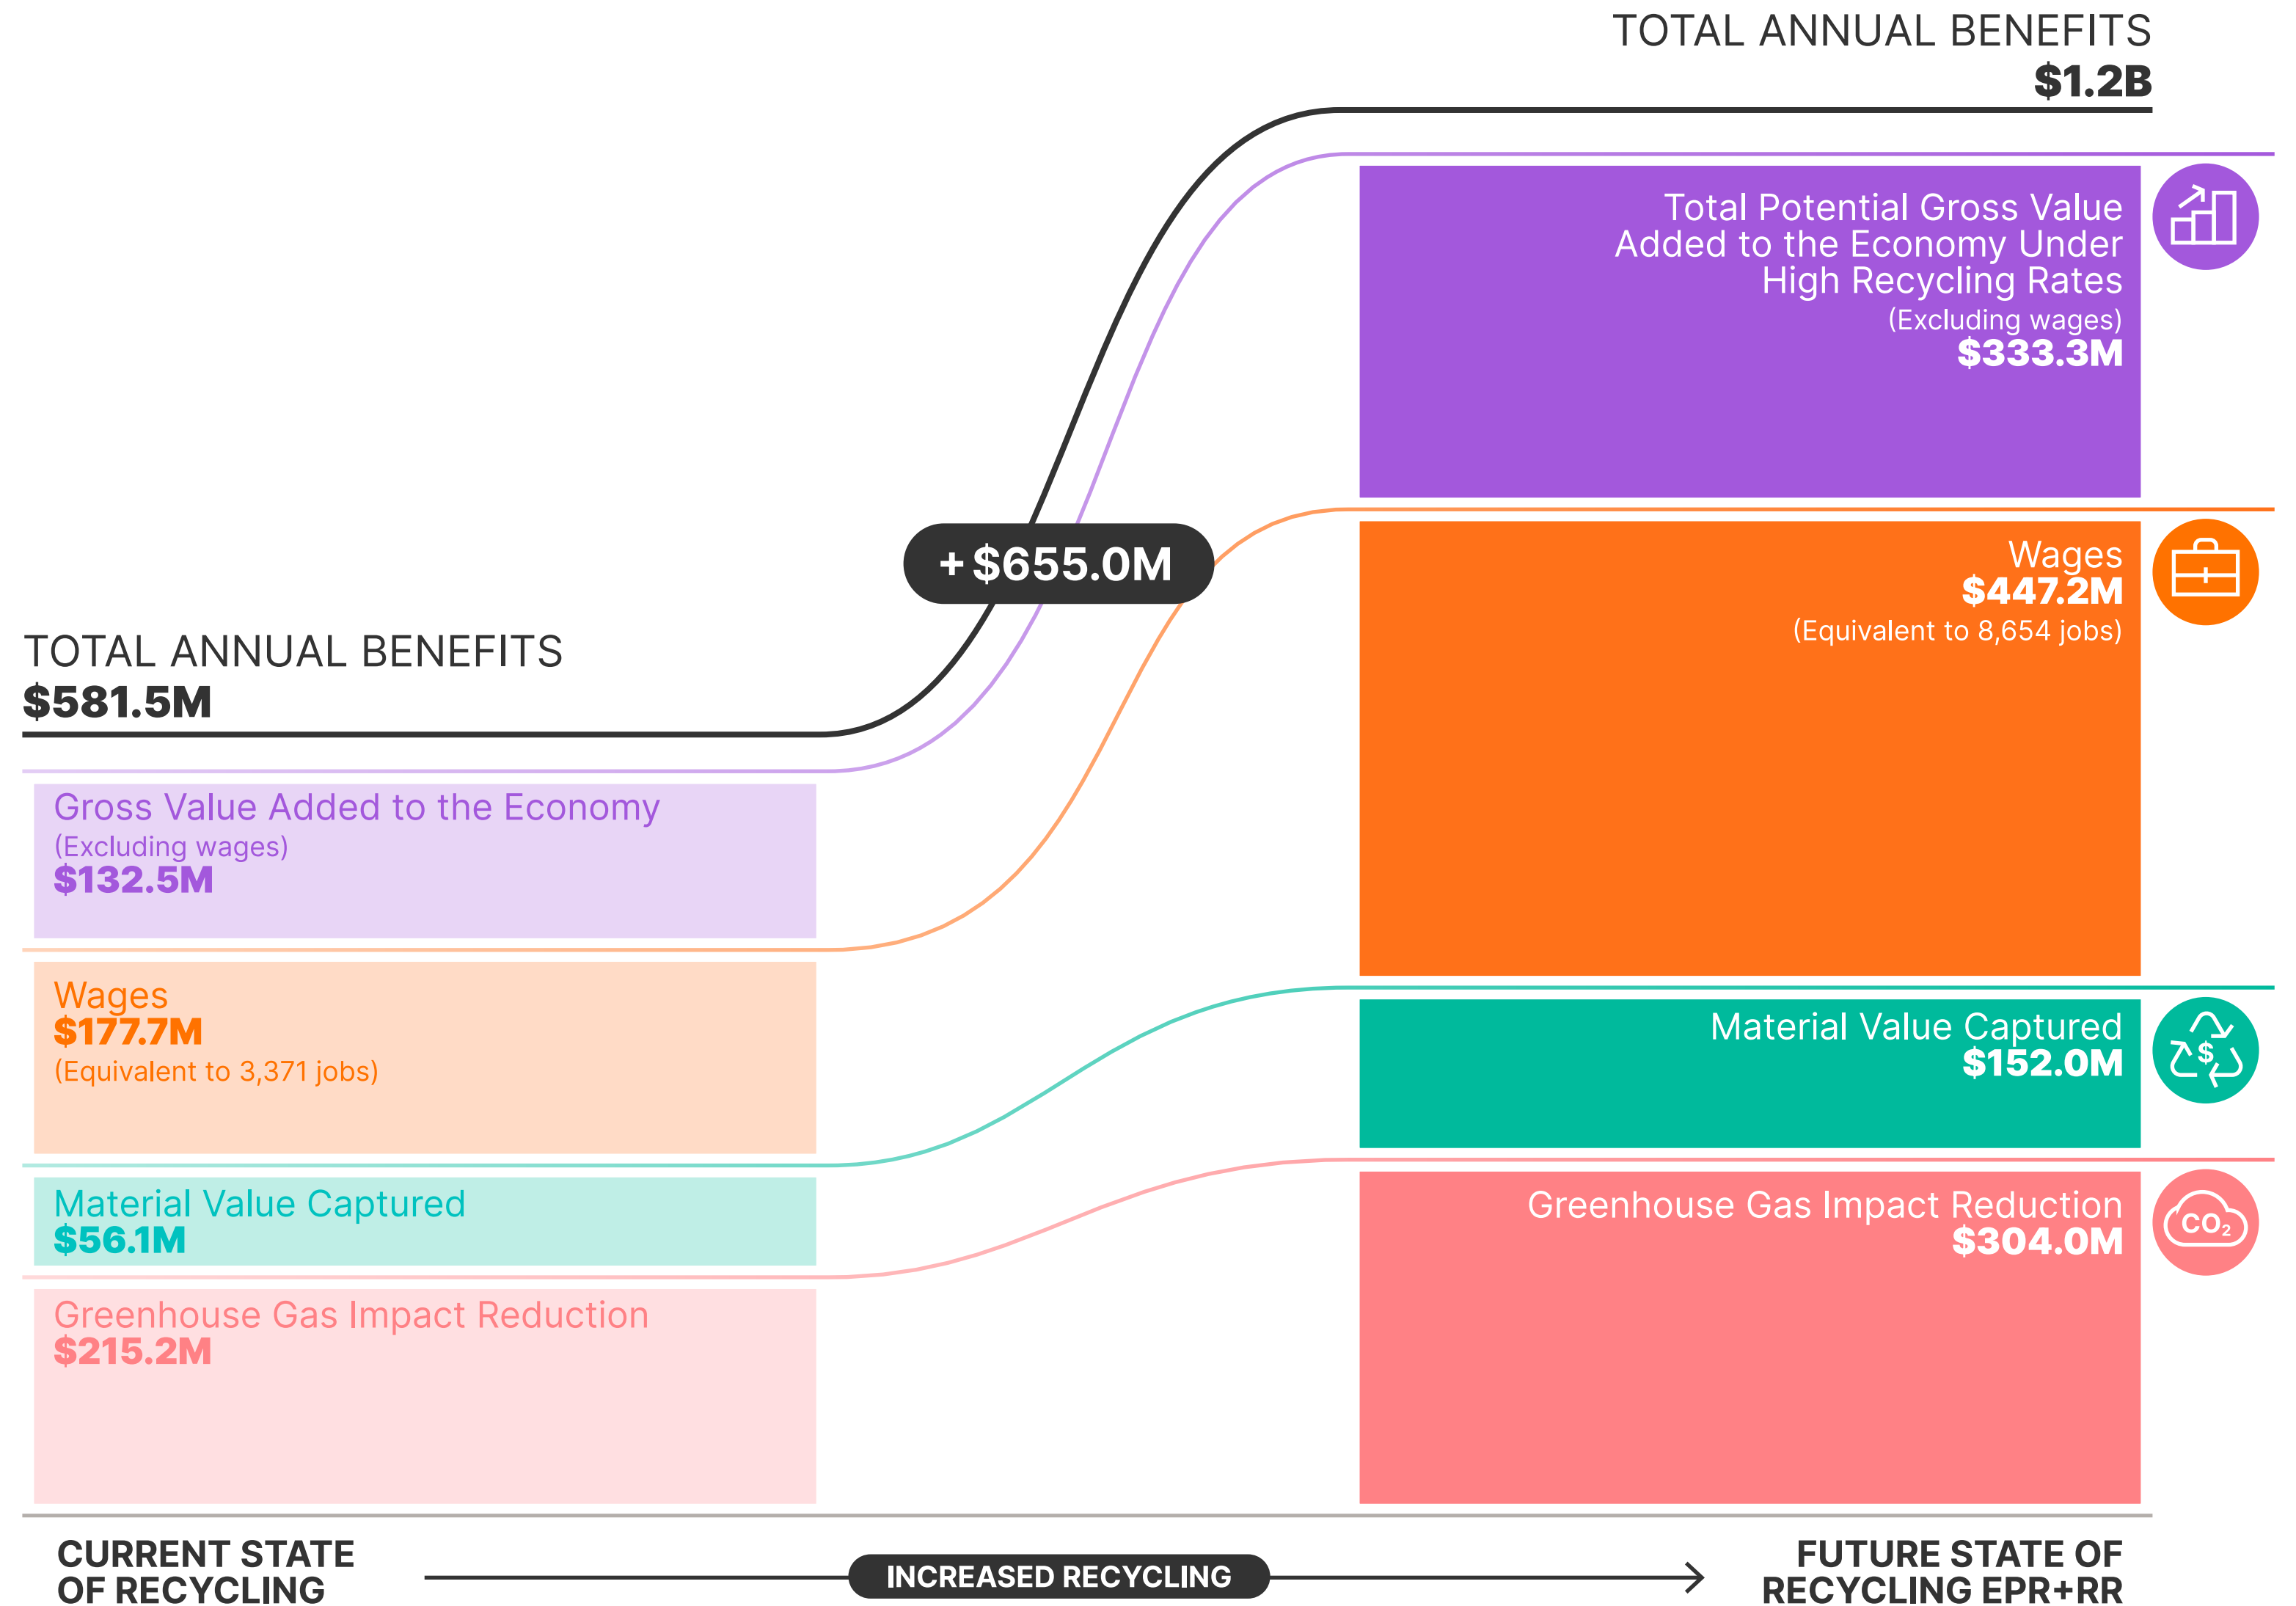 TOTAL ANNUAL BENEFITS
$1.2B
Total Potential Gross Value
Added to the Economy Under
High Recycling Rates
(Excluding wages)
$333.3M
Wages
$447.2M
(Equivalent to 8,654 jobs)
Material Value Captured
$152.0M
$
Greenhouse Gas Impact Reduction
$304.0M
CO₂
+$655.0M
TOTAL ANNUAL BENEFITS
$581.5M
Gross Value Added to the Economy
(Excluding wages)
$132.5M
Wages
$177.7M
(Equivalent to 3,371 jobs)
Material Value Captured
$56.1M
Greenhouse Gas Impact Reduction
$215.2M
CURRENT STATE
OF RECYCLING
INCREASED RECYCLING
FUTURE STATE OF
RECYCLING EPR+RR